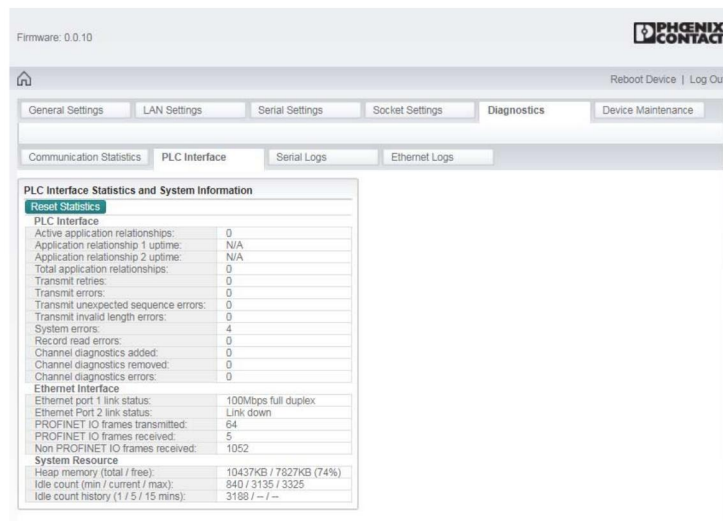 Firmware: 0.0.10
PHŒNIX
CONTACT
Reboot Device | Log Ou
General Settings LAN Settings Serial Settings Socket Settings Diagnostics Device Maintenance
Communication Statistics PLC Interface Serial Logs Ethernet Logs
PLC Interface Statistics and System Information
Reset Statistics
PLC Interface
Active application relationships: 0
Application relationship 1 uptime: N/A
Application relationship 2 uptime: N/A
Total application relationships: 0
Transmit retries: 0
Transmit errors: 0
Transmit unexpected sequence errors: 0
Transmit invalid length errors: 0
System errors: 4
Record read errors: 0
Channel diagnostics added: 0
Channel diagnostics removed: 0
Channel diagnostics errors: 0
Ethernet Interface
Ethernet port 1 link status: 100Mbps full duplex
Ethernet Port 2 link status: Link down
PROFINET IO frames transmitted: 64
PROFINET IO frames received: 5
Non PROFINET IO frames received: 1052
System Resource
Heap memory (total / free): 10437KB / 7827KB (74%)
Idle count (min / current / max): 840 / 3135 / 3325
Idle count history (1 / 5 / 15 mins): 3188 / -- / --